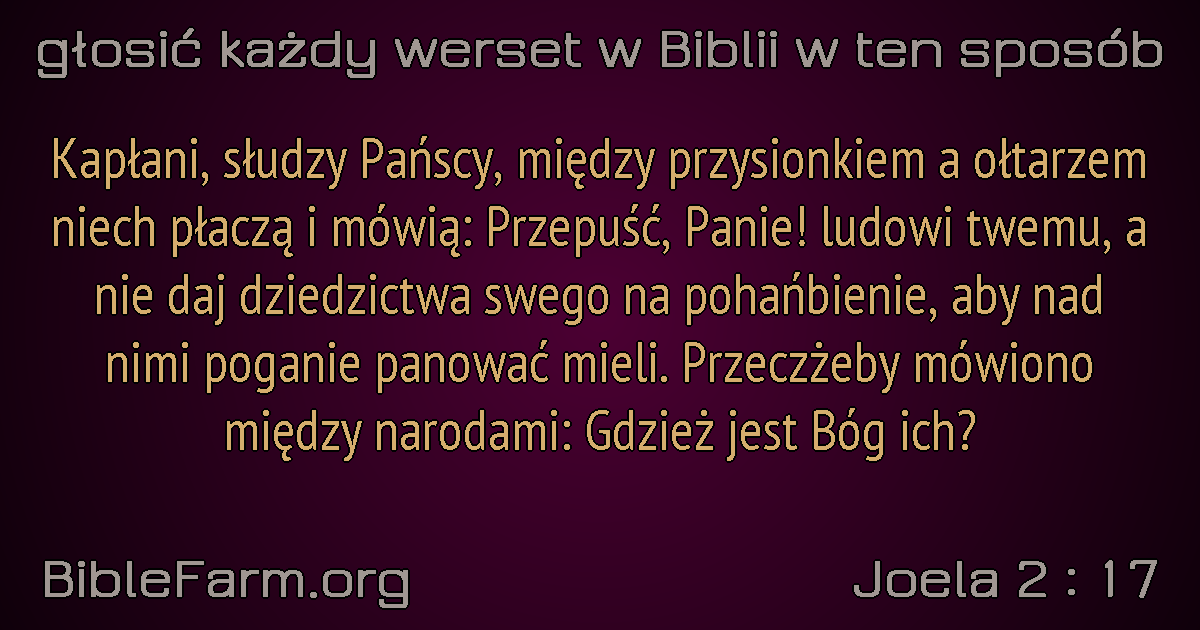 głosić każdy werset w Biblii w ten sposób
Kapłani, słudzy Pańscy, między przysionkiem a ołtarzem
niech płaczą i mówią: Przepuść, Panie! ludowi twemu, a
nie daj dziedzictwa swego na pohańbienie, aby nad
nimi poganie panować mieli. Przeczżeby mówiono
między narodami: Gdzież jest Bóg ich?
BibleFarm.org
Joela 2 : 17